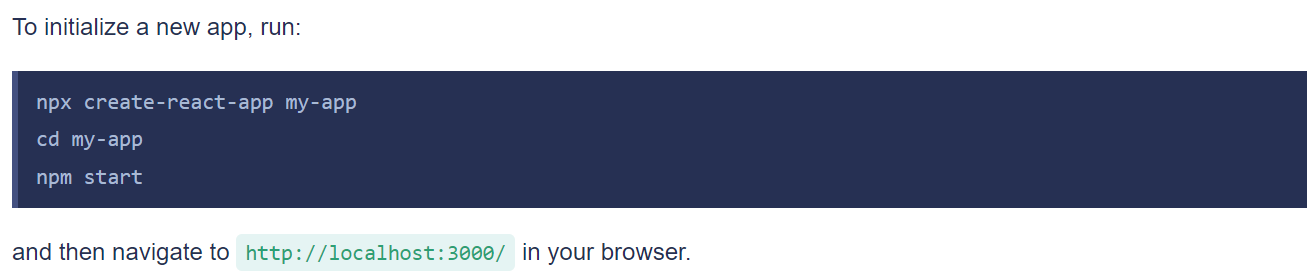 To initialize a new app, run:
npx create-react-app my-app
cd my-app
npm start
and then navigate to http://localhost:3000/ in your browser.